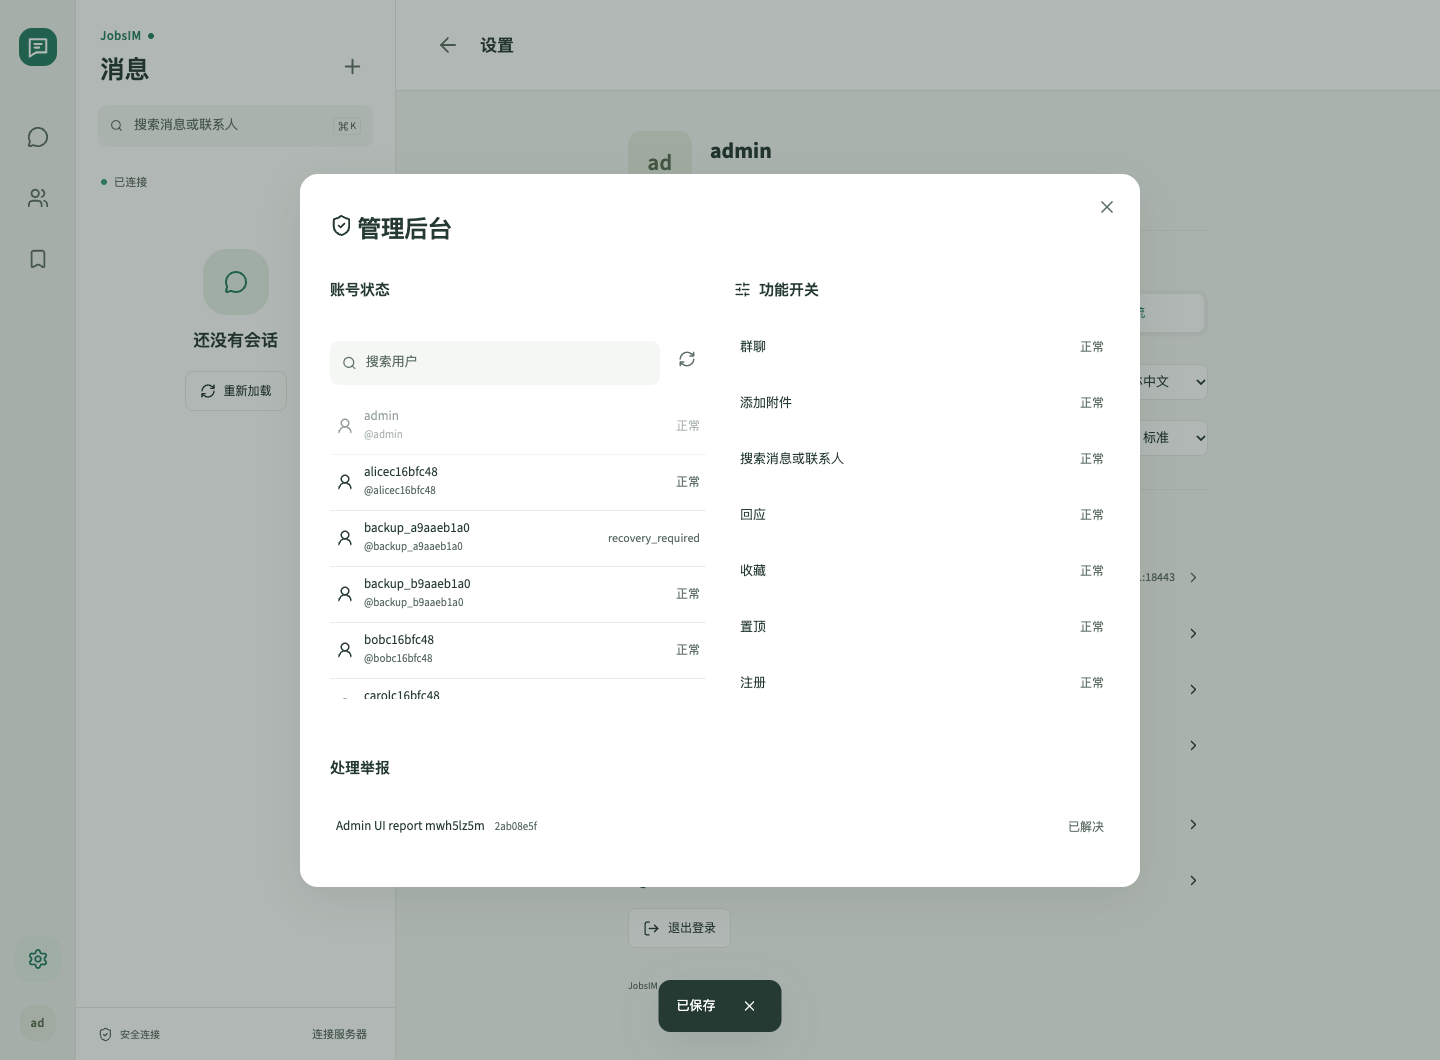 JobsIM
消息
搜索消息或联系人
⌘K
已连接
还没有会话
重新加载
安全连接
连接服务器
ad
设置
ad
admin
管理后台
账号状态
搜索用户
admin
@admin
正常
alicec16bfc48
@alicec16bfc48
正常
backup_a9aaeb1a0
@backup_a9aaeb1a0
recovery_required
backup_b9aaeb1a0
@backup_b9aaeb1a0
正常
bobc16bfc48
@bobc16bfc48
正常
carolc16bfc48
功能开关
群聊
正常
添加附件
正常
搜索消息或联系人
正常
回应
正常
收藏
正常
置顶
正常
注册
正常
处理举报
Admin UI report mwh5lz5m 2ab08e5f
已解决
中文
标准
:18443
退出登录
JobsIM
已保存